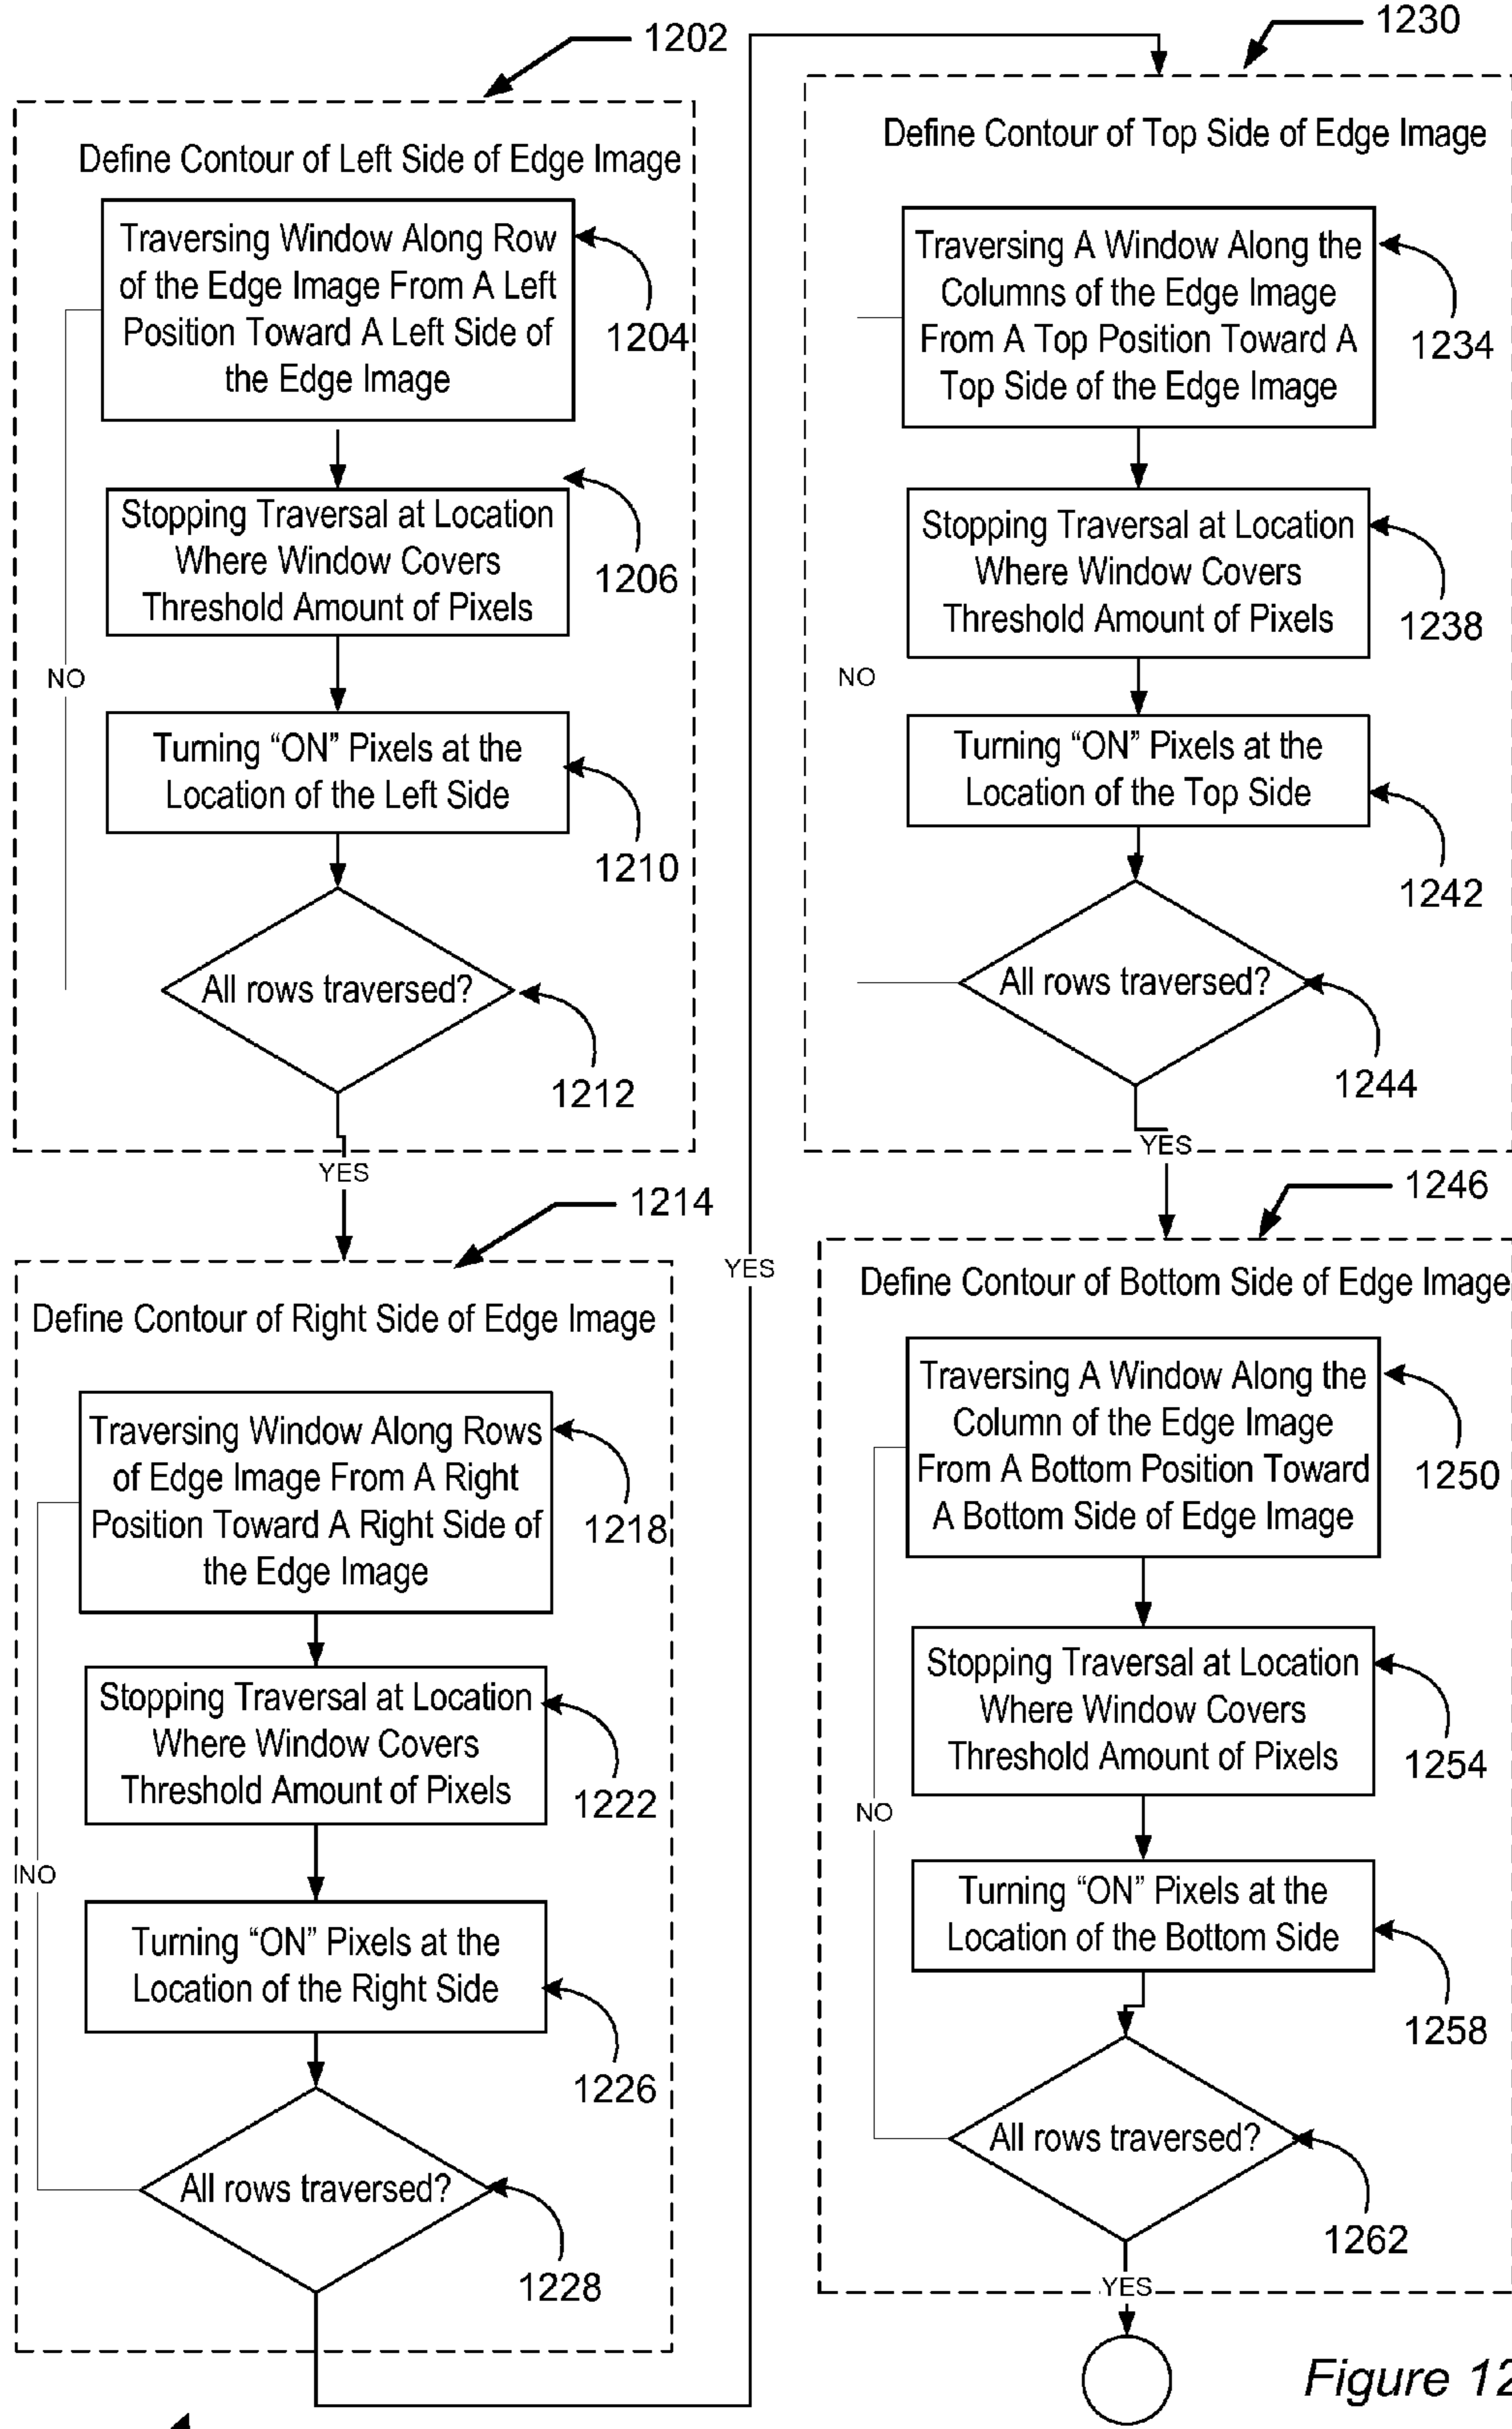 1202
Define Contour of Left Side of Edge Image
Traversing Window Along Row
of the Edge Image From A Left
Position Toward A Left Side of
the Edge Image
1204
Stopping Traversal at Location
Where Window Covers
Threshold Amount of Pixels
1206
NO
Turning “ON” Pixels at the
Location of the Left Side
1210
All rows traversed?
1212
YES
1214
Define Contour of Right Side of Edge Image
Traversing Window Along Rows
of Edge Image From A Right
Position Toward A Right Side of
the Edge Image
1218
Stopping Traversal at Location
Where Window Covers
Threshold Amount of Pixels
1222
NO
Turning “ON” Pixels at the
Location of the Right Side
1226
All rows traversed?
1228
YES
1230
Define Contour of Top Side of Edge Image
Traversing A Window Along the
Columns of the Edge Image
From A Top Position Toward A
Top Side of the Edge Image
1234
Stopping Traversal at Location
Where Window Covers
Threshold Amount of Pixels
1238
NO
Turning “ON” Pixels at the
Location of the Top Side
1242
All rows traversed?
1244
YES
1246
Define Contour of Bottom Side of Edge Image
Traversing A Window Along the
Column of the Edge Image
From A Bottom Position Toward
A Bottom Side of Edge Image
1250
Stopping Traversal at Location
Where Window Covers
Threshold Amount of Pixels
1254
NO
Turning “ON” Pixels at the
Location of the Bottom Side
1258
All rows traversed?
1262
YES
Figure 12